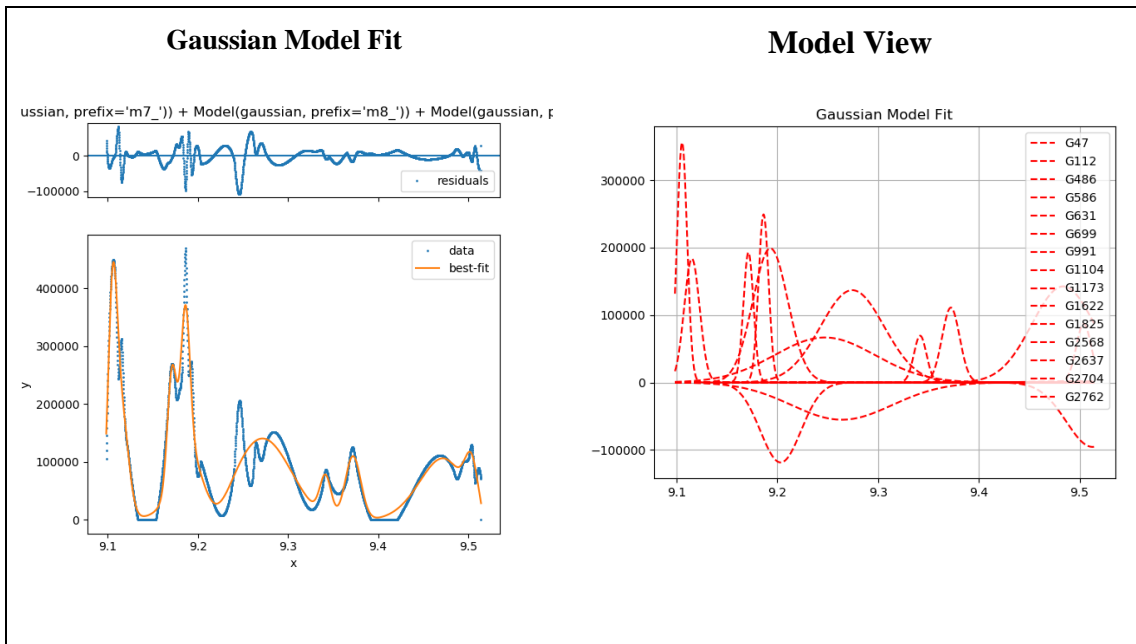 Gaussian Model Fit
ussian, prefix='m7_')) + Model(gaussian, prefix='m8_')) + Model(gaussian, p
0
−100000
residuals
400000
300000
200000
100000
0
y
data
best-fit
9.1
9.2
9.3
9.4
9.5
x
Model View
Gaussian Model Fit
300000
200000
100000
0
−100000
9.1
9.2
9.3
9.4
9.5
G47
G112
G486
G586
G631
G699
G991
G1104
G1173
G1622
G1825
G2568
G2637
G2704
G2762